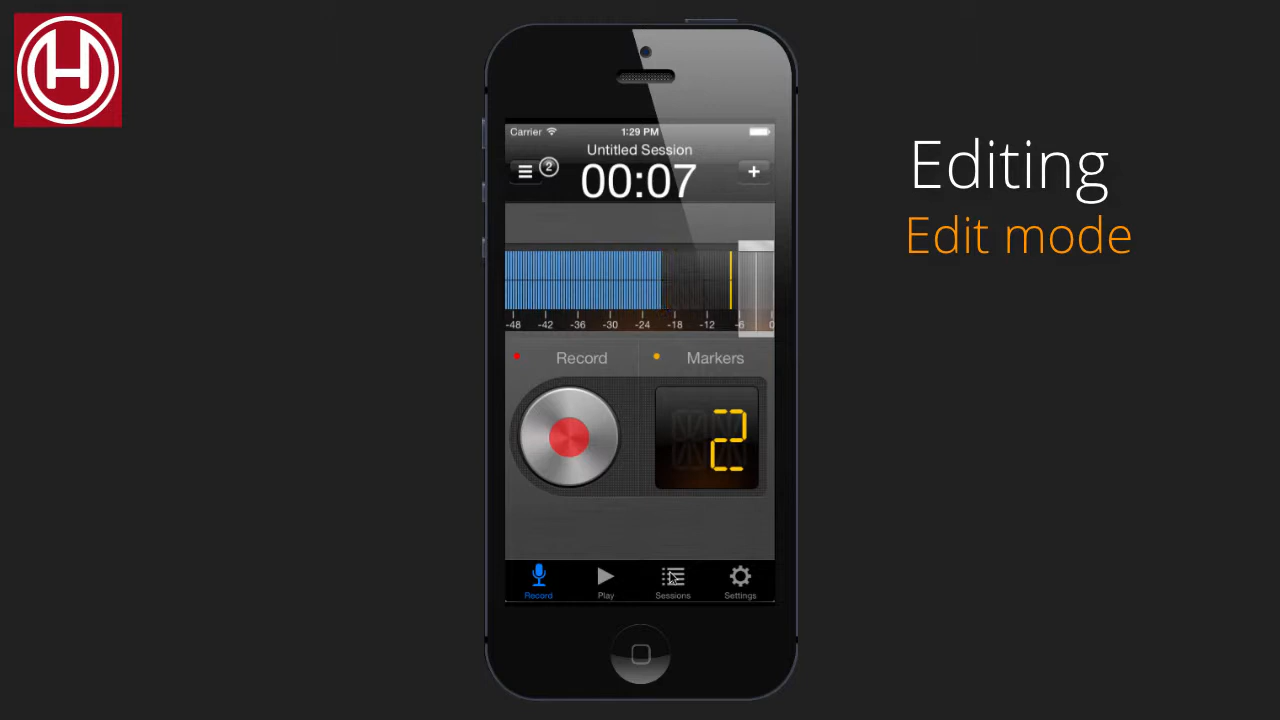 H
Carrier 1:29 PM
Untitled Session
2
00:07
+
Editing
Edit mode
-48 -42 -36 -30 -24 -18 -12 -6 0
Record Markers
2
Record Play Sessions Settings